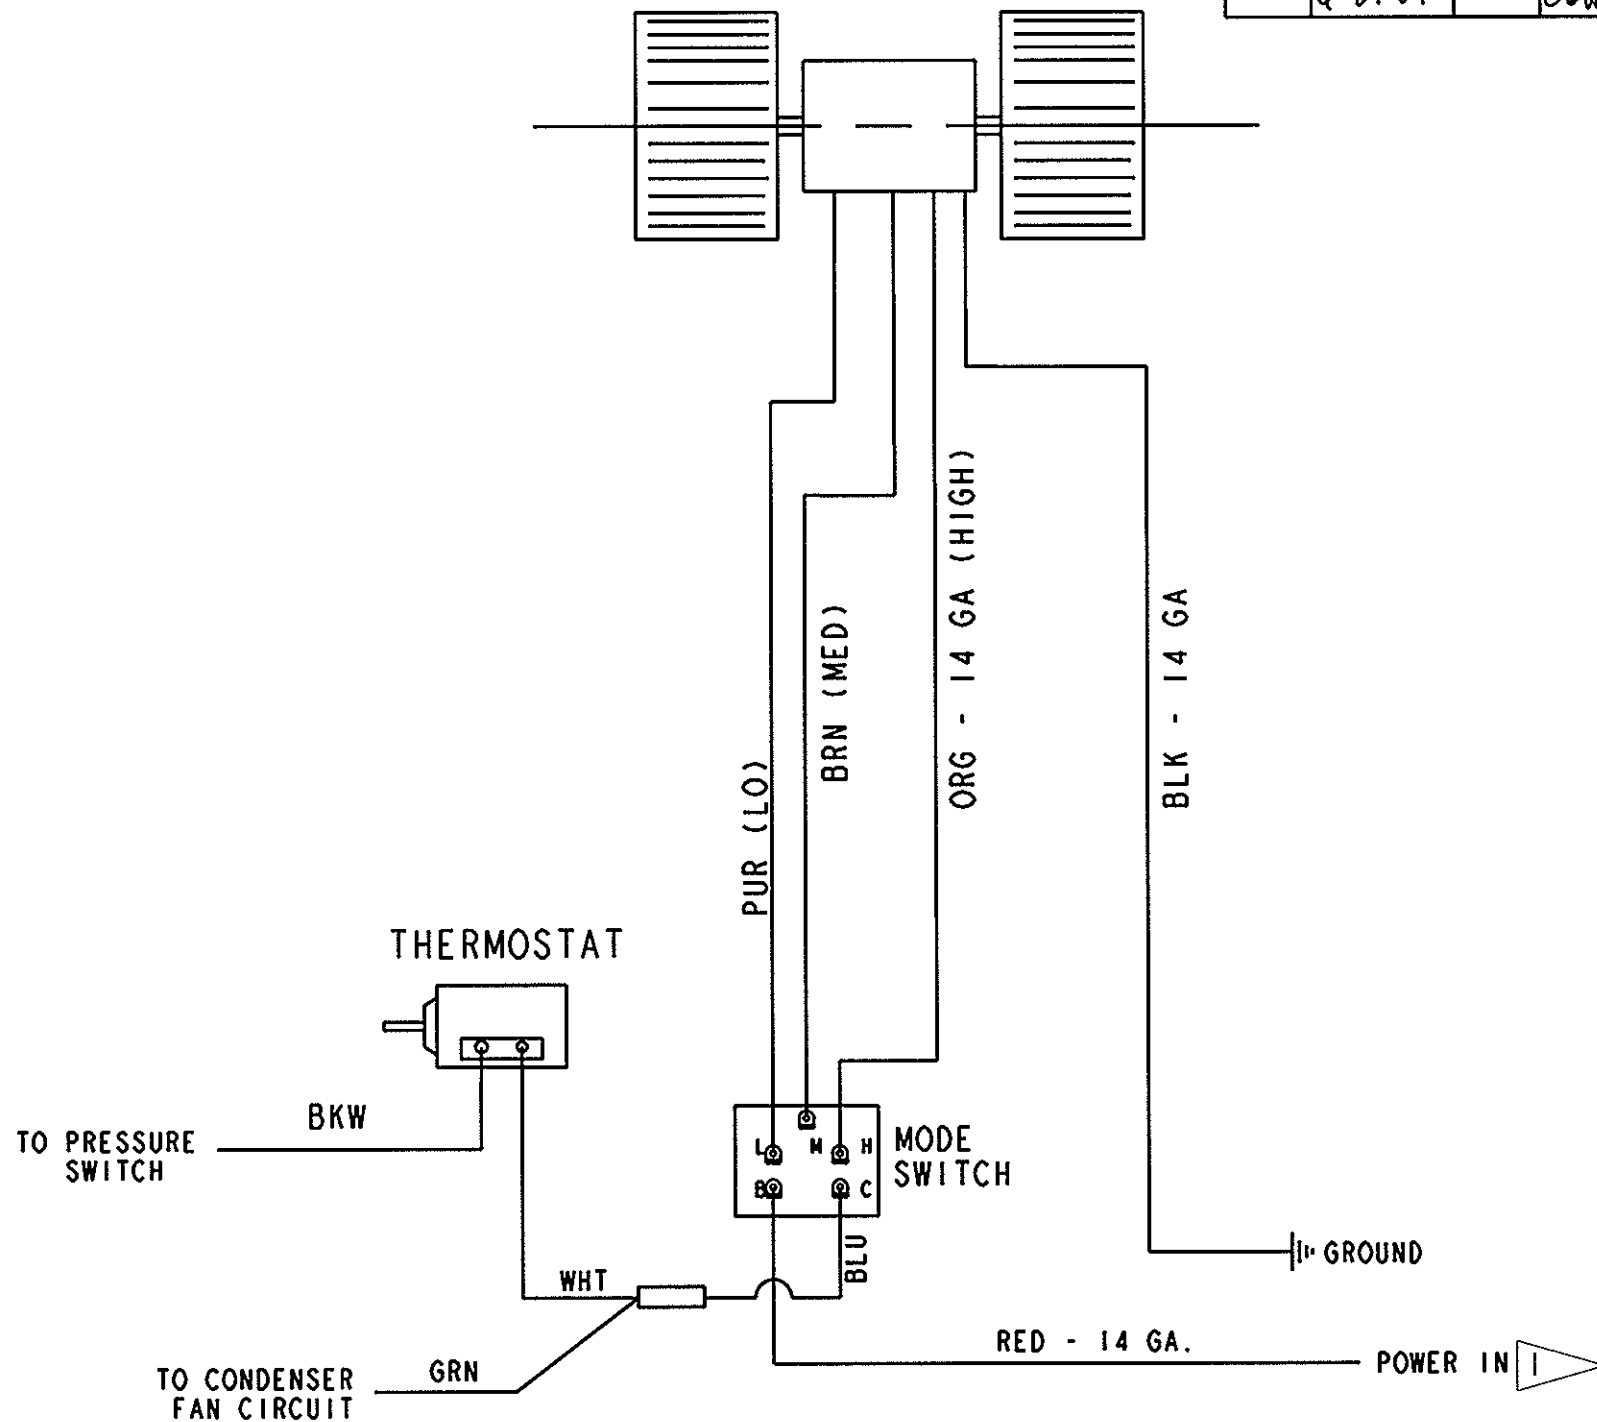 ORG - 14 GA (HIGH)
BLK - 14 GA
BRN (MED)
PUR (LO)
THERMOSTAT
BKW
TO PRESSURE
SWITCH
L M H
B C
MODE
SWITCH
BLU
WHT
GROUND
GRN
TO CONDENSER
FAN CIRCUIT
RED - 14 GA.
POWER IN 1